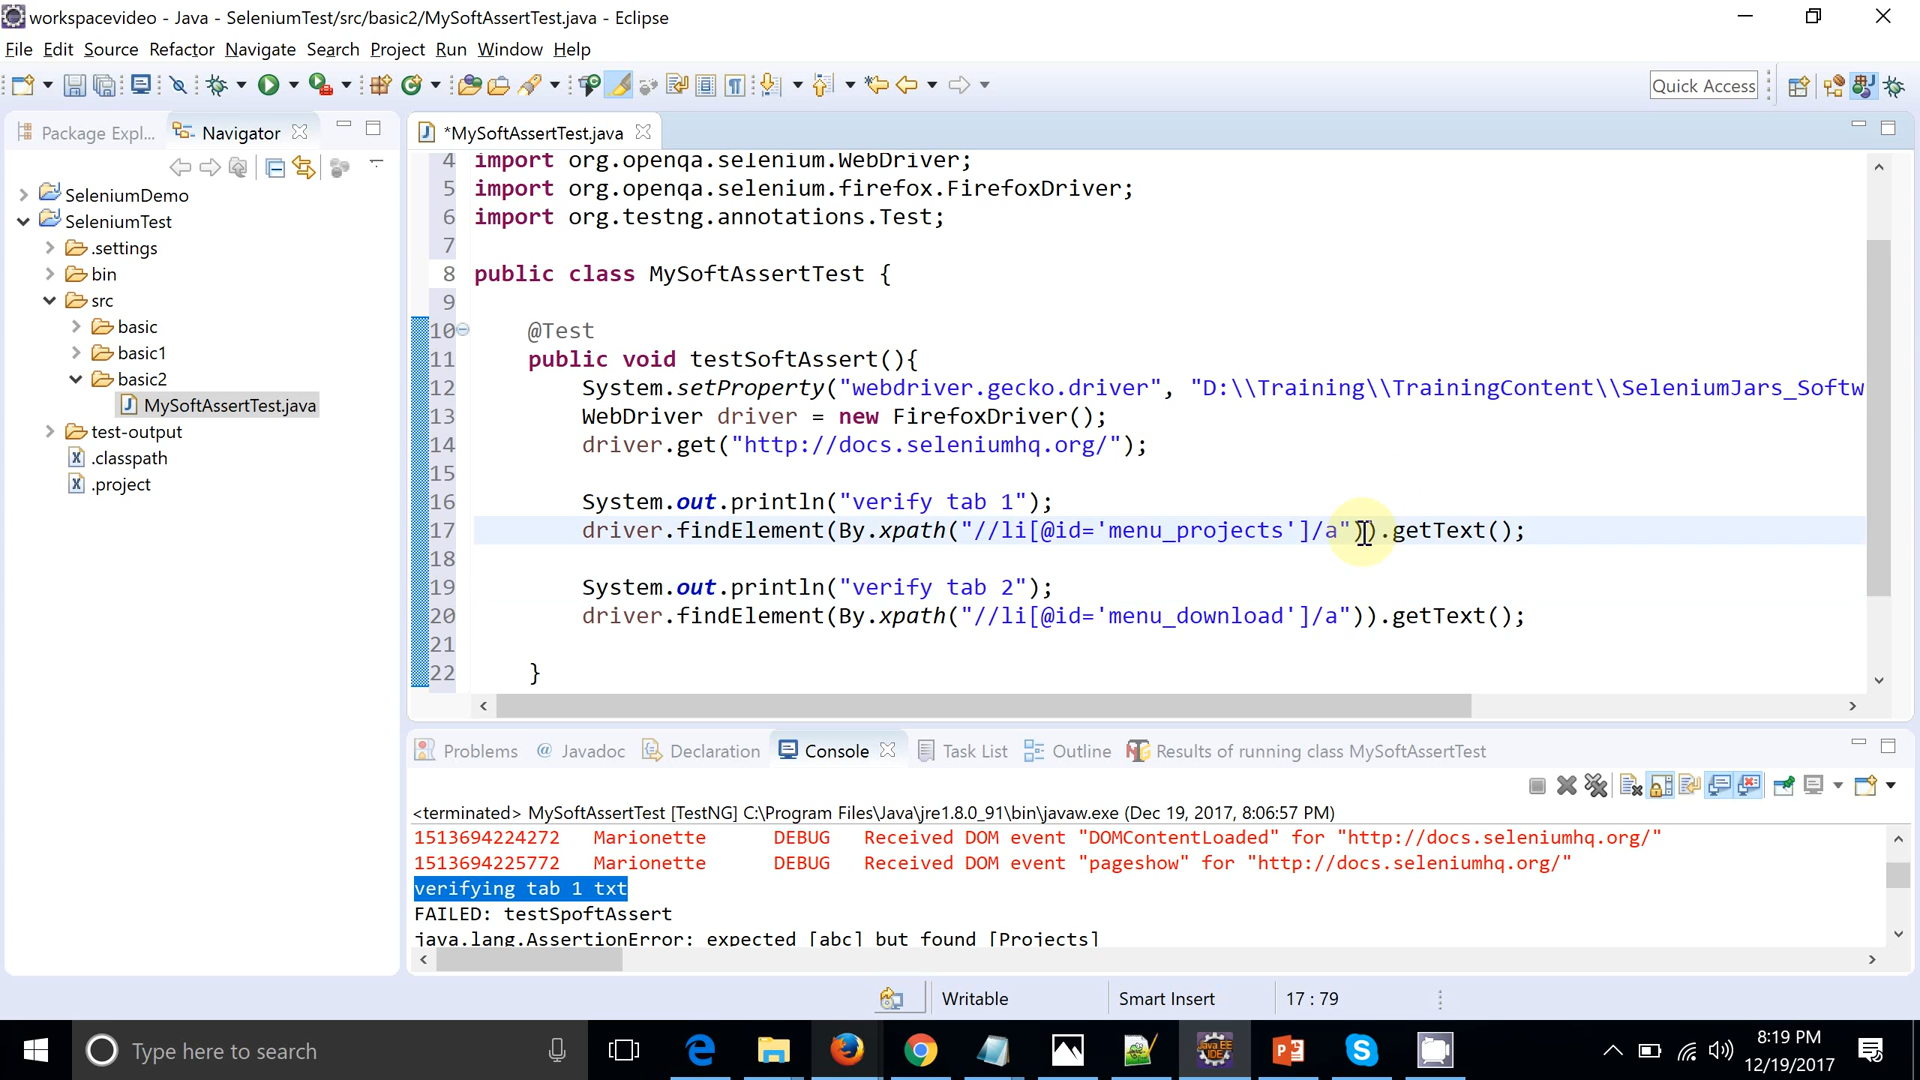 workspacevideo - Java - SeleniumTest/src/basic2/MySoftAssertTest.java - Eclipse
File Edit Source Refactor Navigate Search Project Run Window Help
Quick Access
Package Expl... Navigator
*MySoftAssertTest.java
SeleniumDemo
SeleniumTest
.settings
bin
src
basic
basic1
basic2
MySoftAssertTest.java
test-output
.classpath
.project
4 import org.openqa.selenium.WebDriver;
5 import org.openqa.selenium.firefox.FirefoxDriver;
6 import org.testng.annotations.Test;
7
8 public class MySoftAssertTest {
9
10 @Test
11 public void testSoftAssert(){
12 System.setProperty("webdriver.gecko.driver", "D:\\Training\\TrainingContent\\SeleniumJars_Softw
13 WebDriver driver = new FirefoxDriver();
14 driver.get("http://docs.seleniumhq.org/");
15
16 System.out.println("verify tab 1");
17 driver.findElement(By.xpath("//li[@id='menu_projects']/a")).getText();
18
19 System.out.println("verify tab 2");
20 driver.findElement(By.xpath("//li[@id='menu_download']/a")).getText();
21
22 }
Problems @ Javadoc Declaration Console Task List Outline Results of running class MySoftAssertTest
<terminated> MySoftAssertTest [TestNG] C:\Program Files\Java\jre1.8.0_91\bin\javaw.exe (Dec 19, 2017, 8:06:57 PM)
1513694224272 Marionette DEBUG Received DOM event "DOMContentLoaded" for "http://docs.seleniumhq.org/"
1513694225772 Marionette DEBUG Received DOM event "pageshow" for "http://docs.seleniumhq.org/"
verifying tab 1 txt
FAILED: testSpoftAssert
java.lang.AssertionError: expected [abc] but found [Projects]
Writable Smart Insert 17 : 79
Type here to search
Java EE
IDE
8:19 PM
12/19/2017